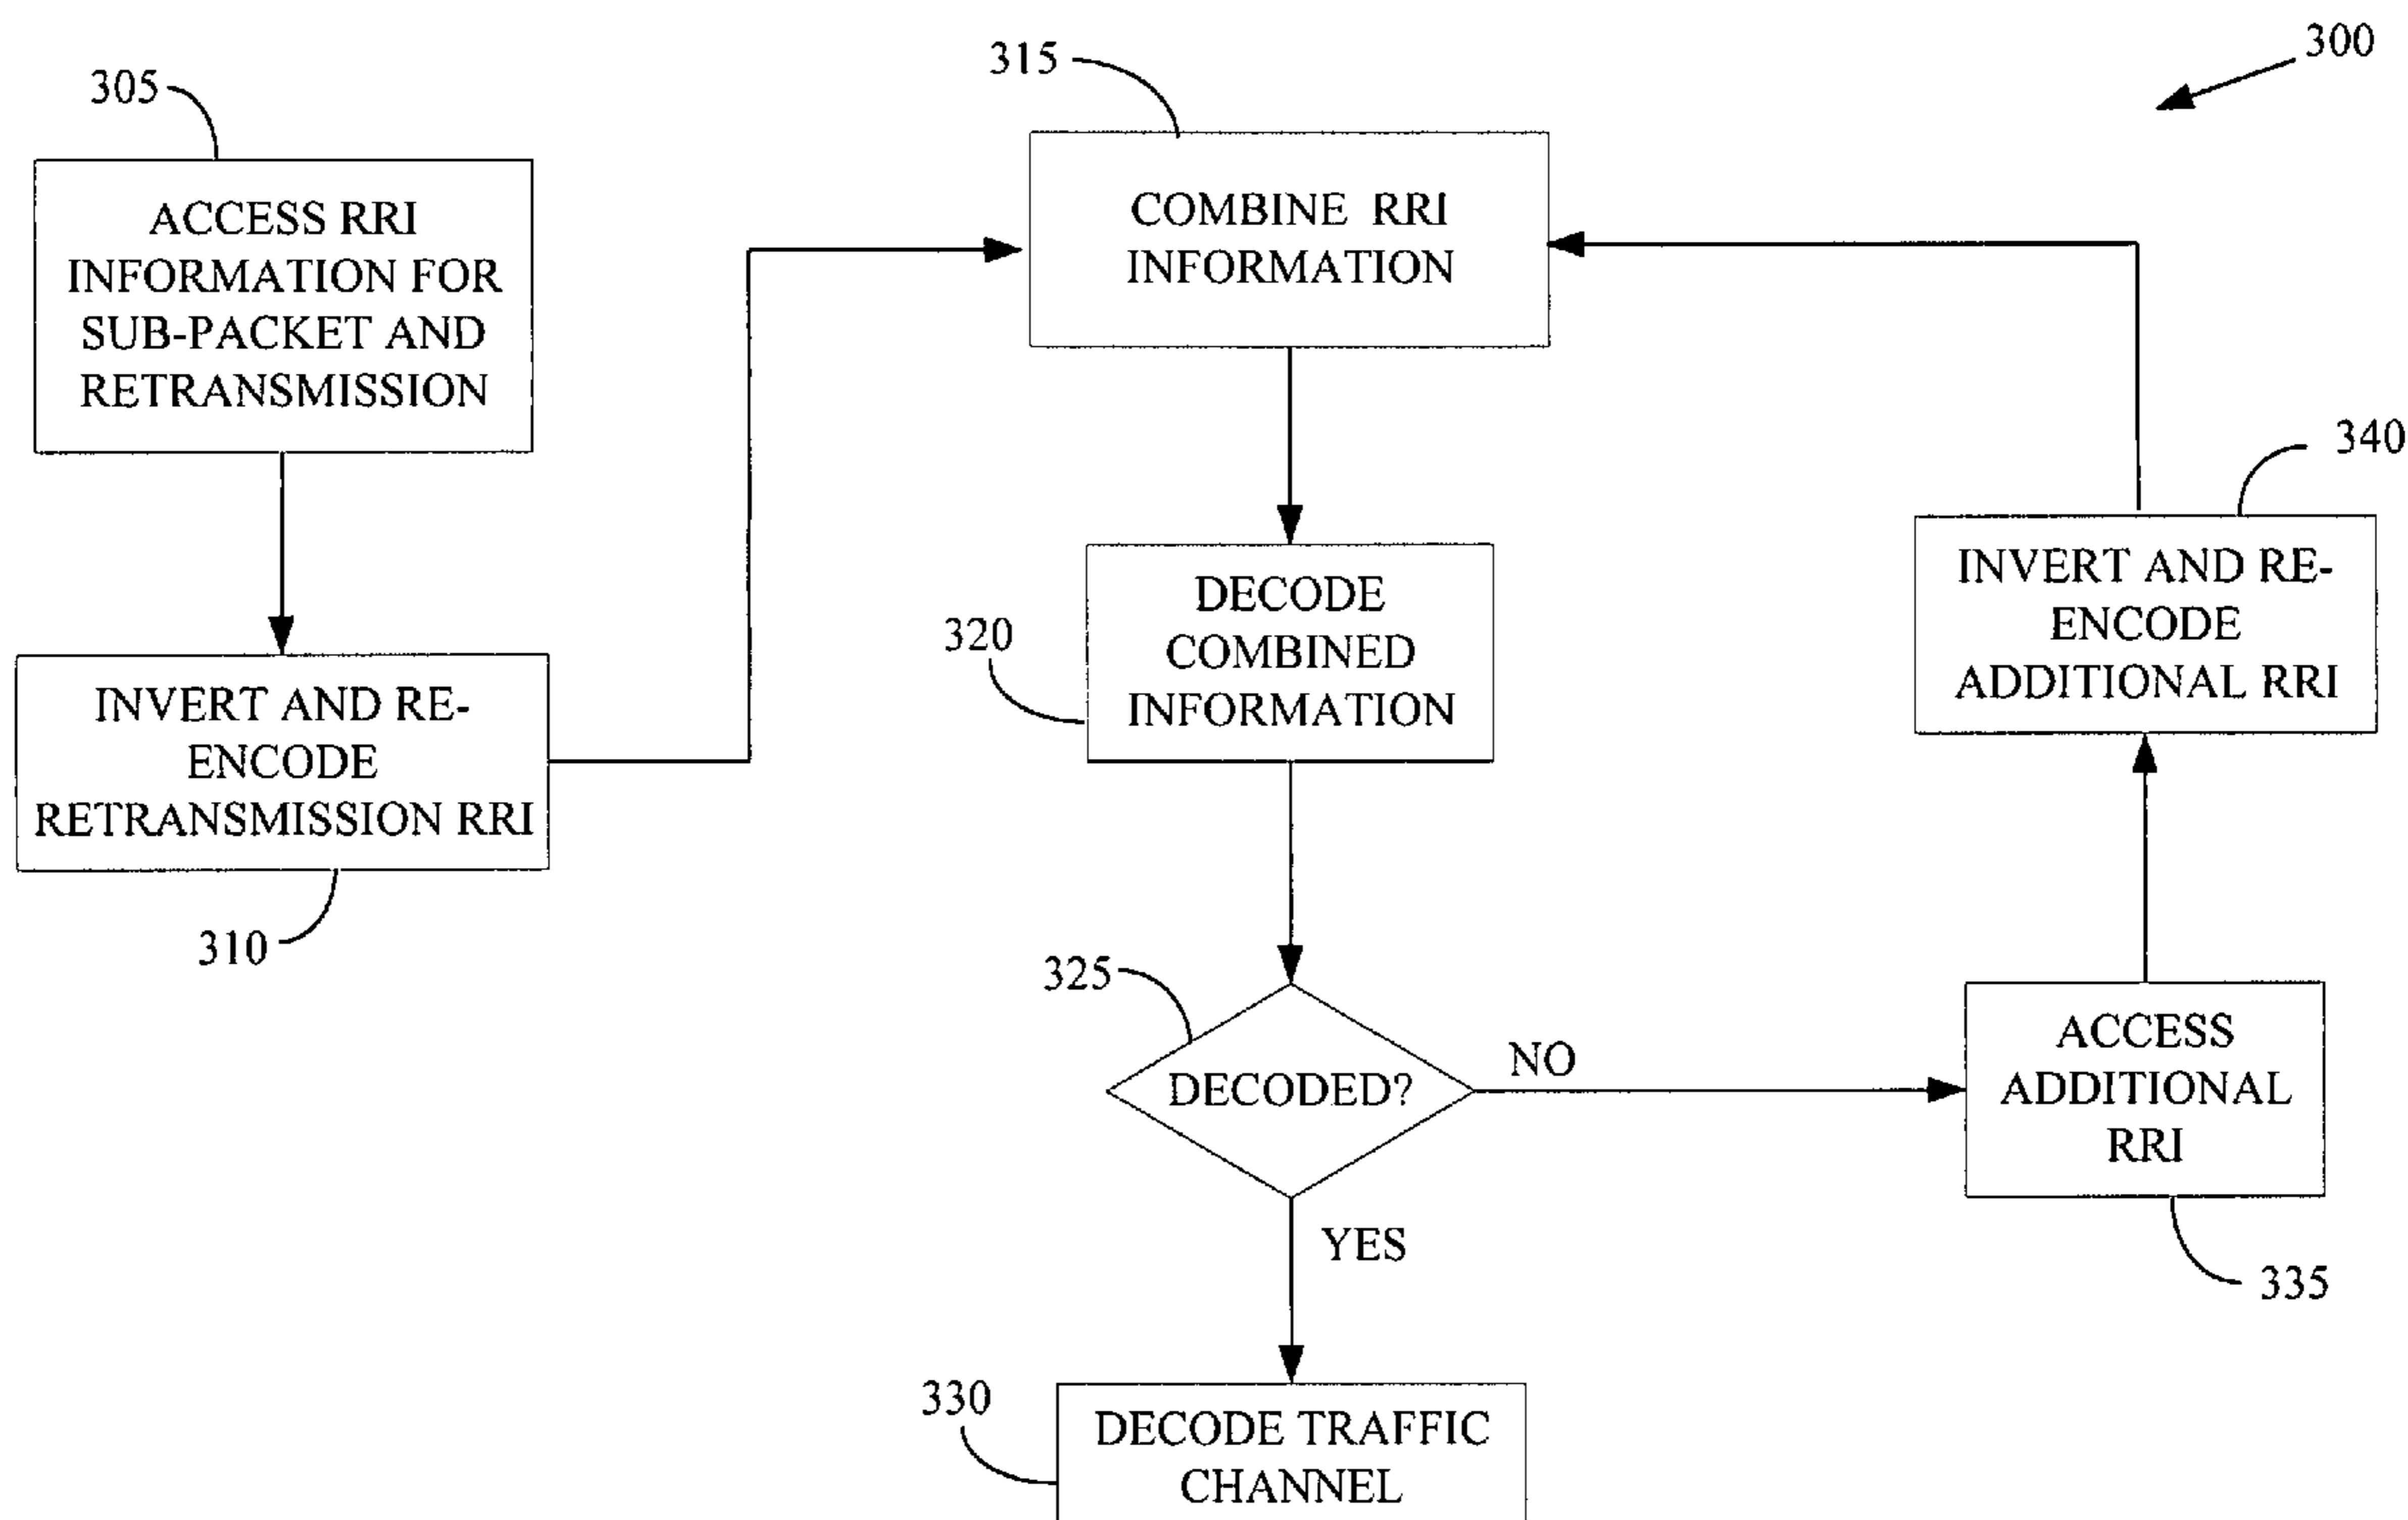 300
305
ACCESS RRI
INFORMATION FOR
SUB-PACKET AND
RETRANSMISSION
INVERT AND RE-
ENCODE
RETRANSMISSION RRI
310
315
COMBINE RRI
INFORMATION
320
DECODE
COMBINED
INFORMATION
325
DECODED?
NO
YES
330
DECODE TRAFFIC
CHANNEL
ACCESS
ADDITIONAL
RRI
335
340
INVERT AND RE-
ENCODE
ADDITIONAL RRI